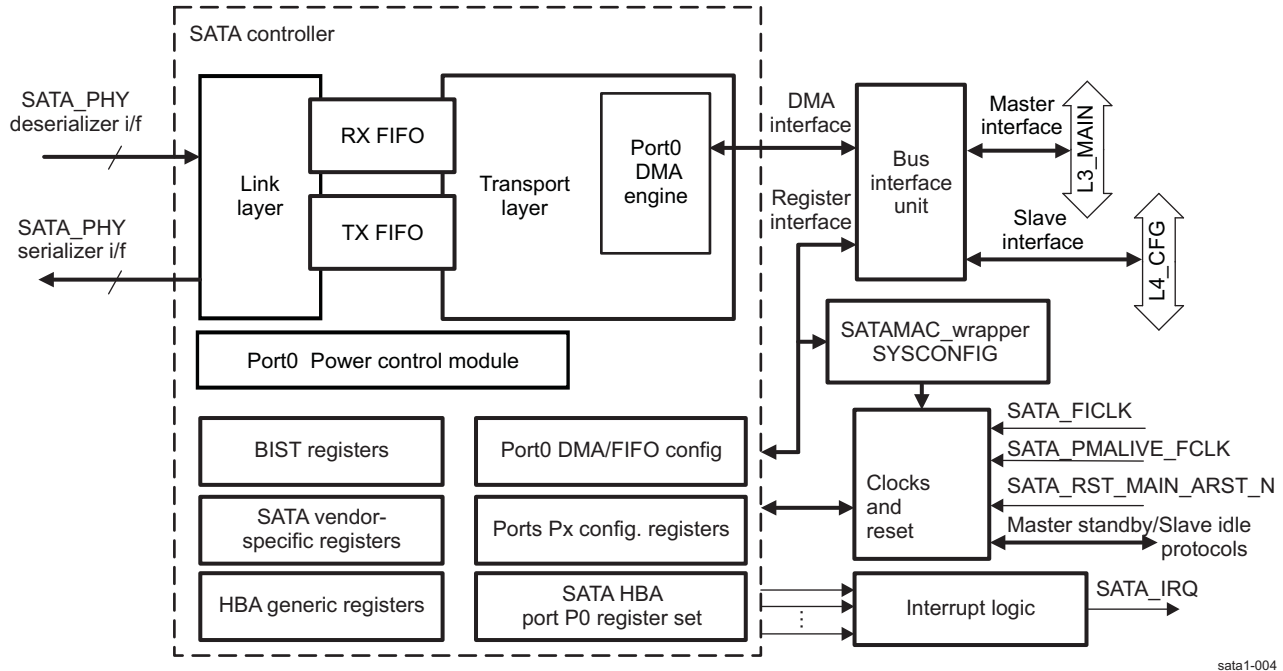 SATA controller
SATA_PHY
deserializer i/f
SATA_PHY
serializer i/f
Link
layer
RX FIFO
TX FIFO
Transport
layer
Port0
DMA
engine
DMA
interface
Register
interface
Bus
interface
unit
Master
interface
L3_MAIN
Slave
interface
L4_CFG
Port0 Power control module
SATAMAC_wrapper
SYSCONFIG
BIST registers
Port0 DMA/FIFO config
SATA vendor-
specific registers
Ports Px config. registers
HBA generic registers
SATA HBA
port P0 register set
Clocks
and
reset
SATA_FICLK
SATA_PMALIVE_FCLK
SATA_RST_MAIN_ARST_N
Master standby/Slave idle
protocols
...
Interrupt logic
SATA_IRQ
sata1-004